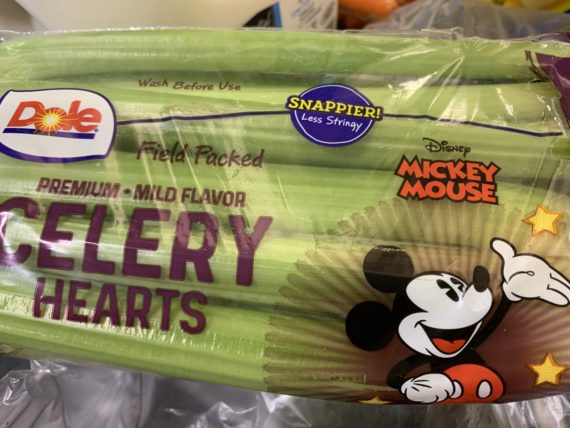 Wash Before Use
Dole
SNAPPIER!
Less Stringy
Field Packed
Disney
MICKEY
MOUSE
PREMIUM • MILD FLAVOR
CELERY
HEARTS